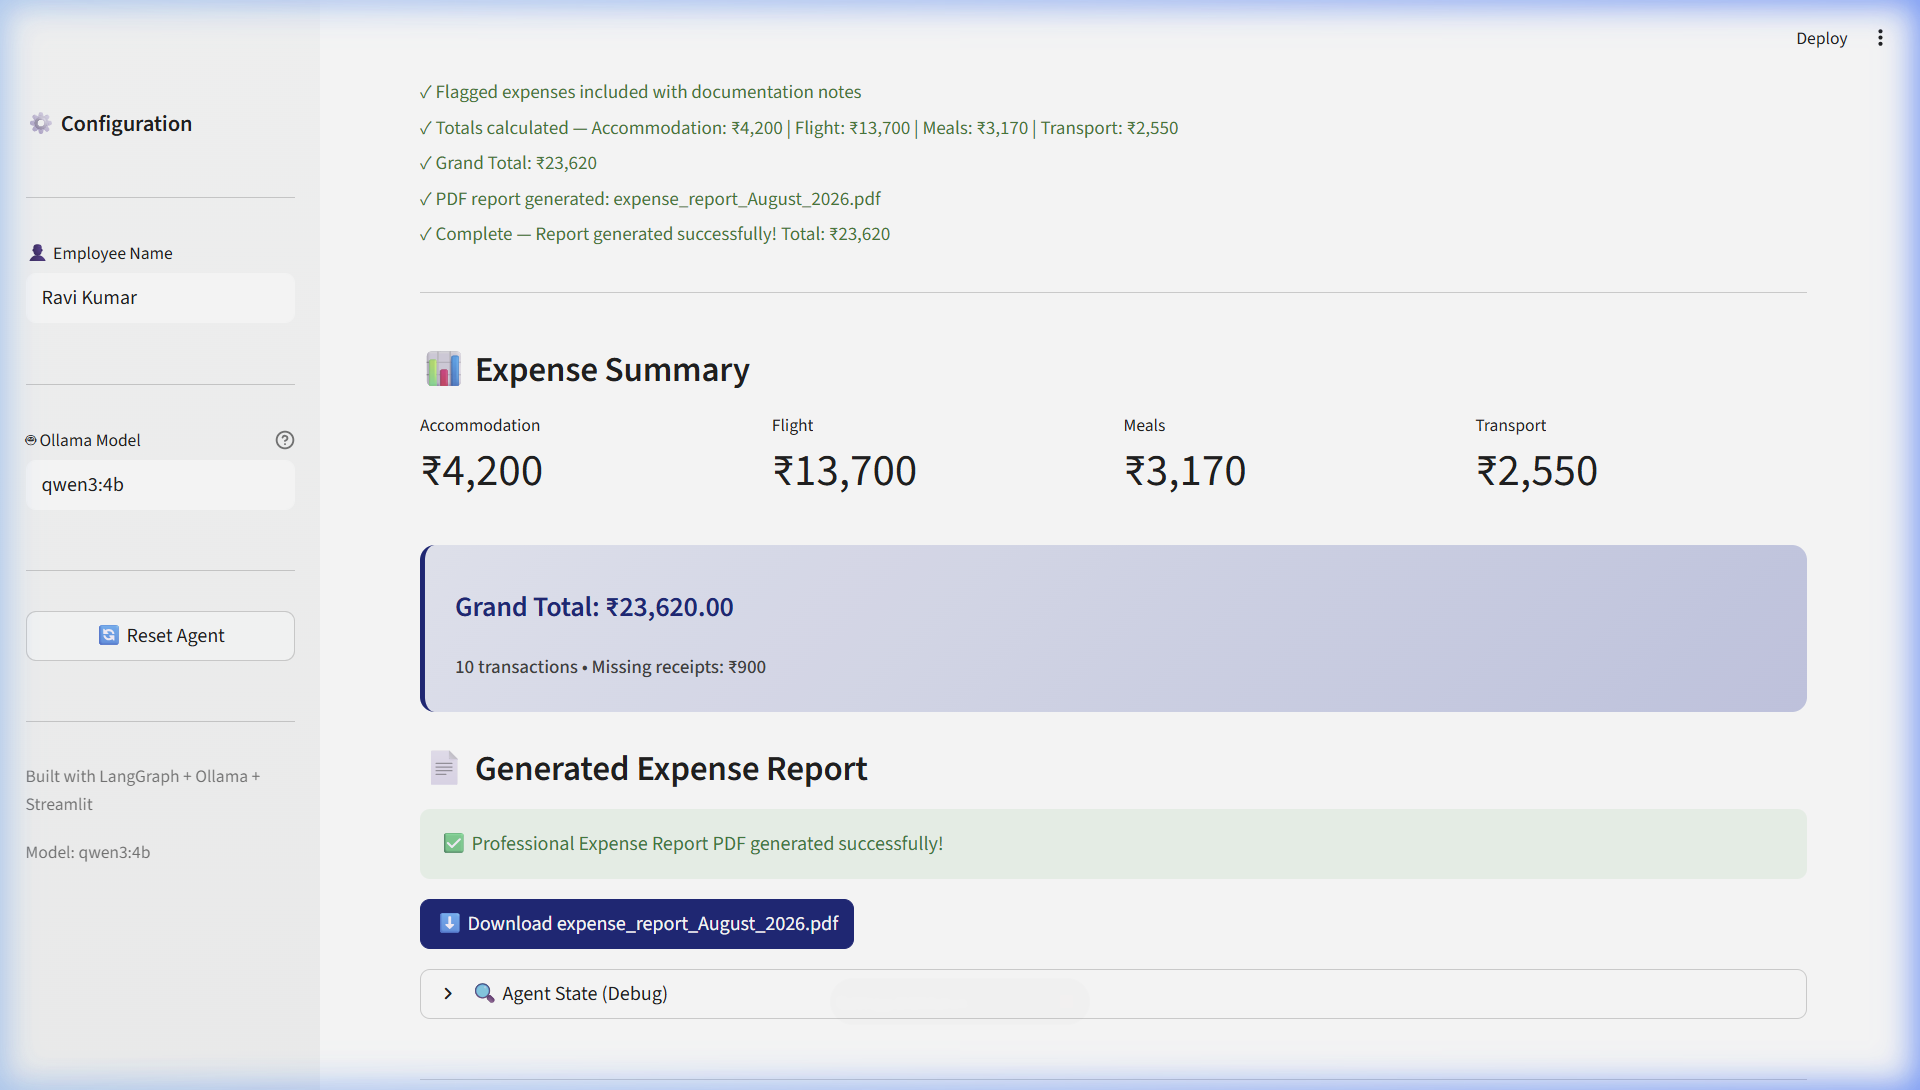 Deploy
Configuration
Employee Name
Ravi Kumar
Ollama Model
qwen3:4b
Reset Agent
Built with LangGraph + Ollama +
Streamlit
Model: qwen3:4b
✓ Flagged expenses included with documentation notes
✓ Totals calculated — Accommodation: ₹4,200 | Flight: ₹13,700 | Meals: ₹3,170 | Transport: ₹2,550
✓ Grand Total: ₹23,620
✓ PDF report generated: expense_report_August_2026.pdf
✓ Complete — Report generated successfully! Total: ₹23,620
Expense Summary
Accommodation Flight Meals Transport
₹4,200 ₹13,700 ₹3,170 ₹2,550
Grand Total: ₹23,620.00
10 transactions • Missing receipts: ₹900
Generated Expense Report
Professional Expense Report PDF generated successfully!
Download expense_report_August_2026.pdf
Agent State (Debug)